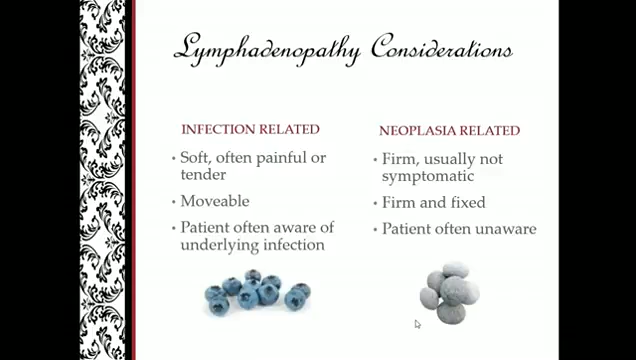 Lymphadenopathy Considerations
INFECTION RELATED
• Soft, often painful or
tender
• Moveable
• Patient often aware of
underlying infection
NEOPLASIA RELATED
• Firm, usually not
symptomatic
• Firm and fixed
• Patient often unaware